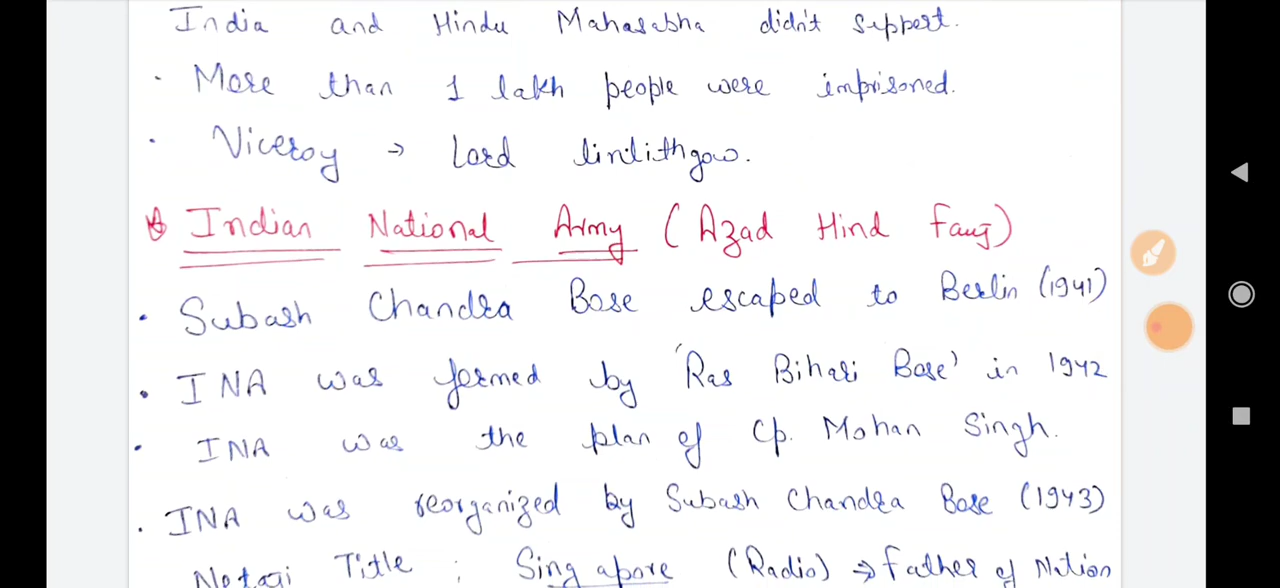 India and Hindu Mahasabha didn't support.
· More than 1 lakh people were imprisoned.
· Viceroy → Lord linlithgow.
☆ Indian National Army (Azad Hind Fauj)
· Subash Chandra Bose escaped to Berlin (1941)
· INA was formed by 'Ras Bihari Bose' in 1942
· INA was the plan of Cp. Mohan Singh.
· INA was reorganized by Subash Chandra Bose (1943)
Netaji Title : Singapore (Radio) → Father of Nation